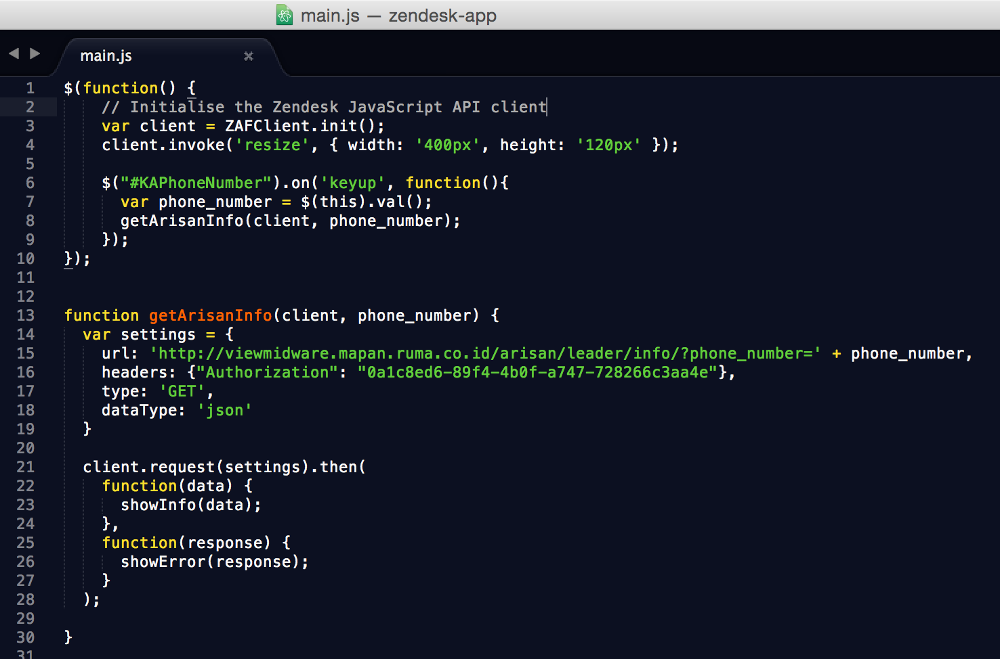 main.js — zendesk-app
main.js
1 $(function() {
2 // Initialise the Zendesk JavaScript API client
3 var client = ZAFClient.init();
4 client.invoke('resize', { width: '400px', height: '120px' });
5
6 $("#KAPhoneNumber").on('keyup', function(){
7 var phone_number = $(this).val();
8 getArisanInfo(client, phone_number);
9 });
10 });
11
12
13 function getArisanInfo(client, phone_number) {
14 var settings = {
15 url: 'http://viewmidware.mapan.ruma.co.id/arisan/leader/info/?phone_number=' + phone_number,
16 headers: {"Authorization": "0a1c8ed6-89f4-4b0f-a747-728266c3aa4e"},
17 type: 'GET',
18 dataType: 'json'
19 }
20
21 client.request(settings).then(
22 function(data) {
23 showInfo(data);
24 },
25 function(response) {
26 showError(response);
27 }
28 );
29
30 }
31